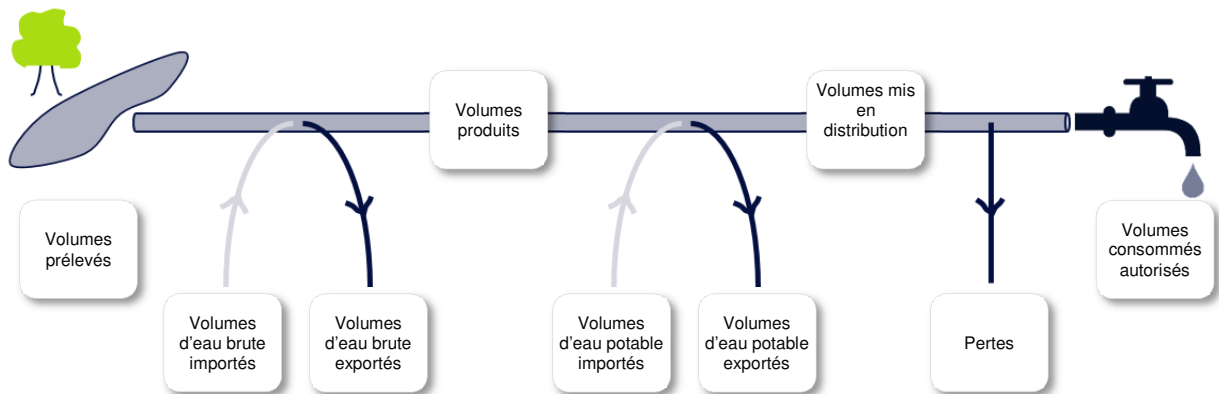 Volumes
prélevés
Volumes
d’eau brute
importés
Volumes
d’eau brute
exportés
Volumes
produits
Volumes
d’eau potable
importés
Volumes
d’eau potable
exportés
Volumes mis
en
distribution
Pertes
Volumes
consommés
autorisés